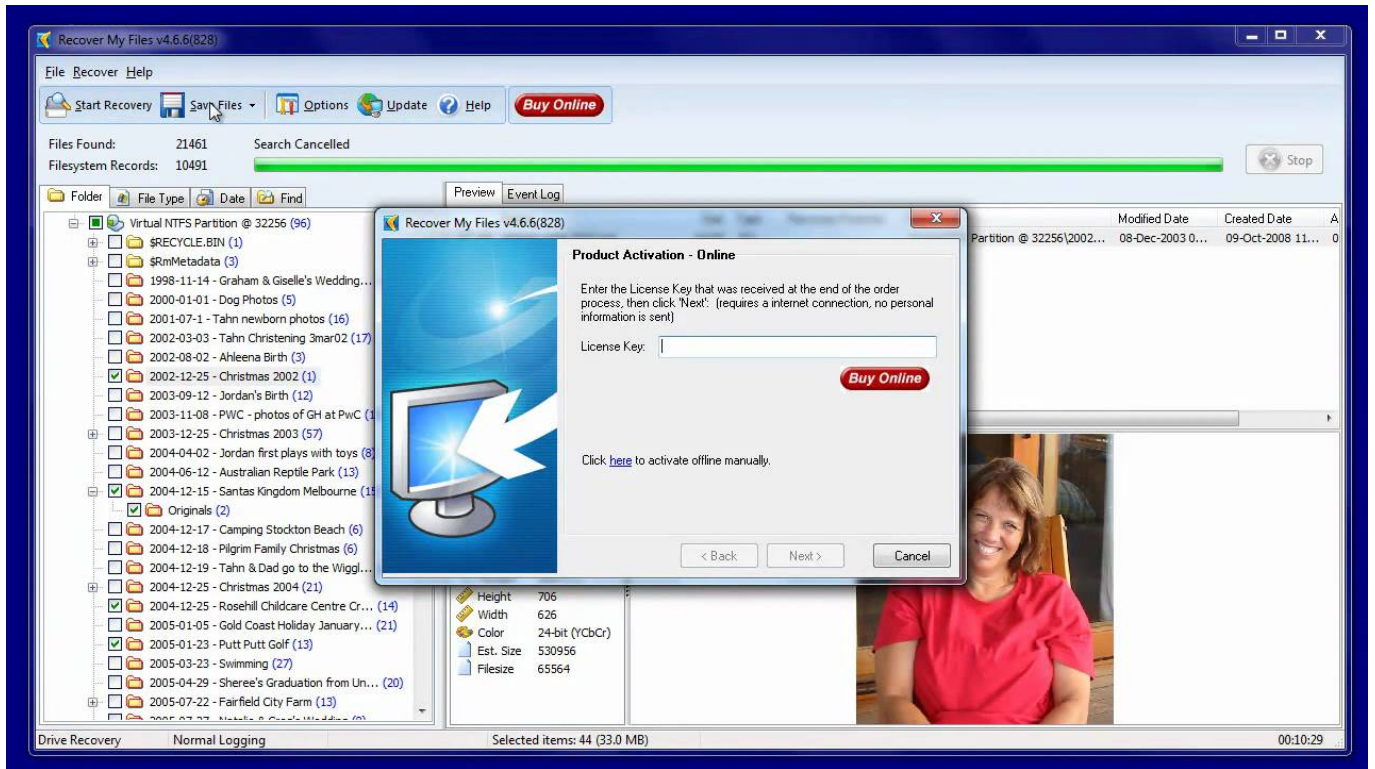 Recover My Files v4.6.6(828)
File Recover Help
Start Recovery Save Files Options Update Help Buy Online
Files Found: 21461 Search Cancelled
Filesystem Records: 10491
Stop
Folder File Type Date Find
Preview Event Log
Virtual NTFS Partition @ 32256 (96)
$RECYCLE.BIN (1)
$RmMetadata (3)
1998-11-14 - Graham & Giselle's Wedding...
2000-01-01 - Dog Photos (5)
2001-07-1 - Tahn newborn photos (16)
2002-03-03 - Tahn Christening 3mar02 (17)
2002-08-02 - Ahleena Birth (3)
2002-12-25 - Christmas 2002 (1)
2003-09-12 - Jordan's Birth (12)
2003-11-08 - PWC - photos of GH at PwC (1
2003-12-25 - Christmas 2003 (57)
2004-04-02 - Jordan first plays with toys (8)
2004-06-12 - Australian Reptile Park (13)
2004-12-15 - Santas Kingdom Melbourne (15
Originals (2)
2004-12-17 - Camping Stockton Beach (6)
2004-12-18 - Pilgrim Family Christmas (6)
2004-12-19 - Tahn & Dad go to the Wiggl...
2004-12-25 - Christmas 2004 (21)
2004-12-25 - Rosehill Childcare Centre Cr... (14)
2005-01-05 - Gold Coast Holiday January... (21)
2005-01-23 - Putt Putt Golf (13)
2005-03-23 - Swimming (27)
2005-04-29 - Sheree's Graduation from Un... (20)
2005-07-22 - Fairfield City Farm (13)
Recover My Files v4.6.6(828)
Product Activation - Online
Enter the License Key that was received at the end of the order
process, then click 'Next': (requires a internet connection, no personal
information is sent)
License Key:
Buy Online
Click here to activate offline manually.
< Back Next > Cancel
Modified Date Created Date A
Partition @ 32256\2002... 08-Dec-2003 0... 09-Oct-2008 11... 0
Height 706
Width 626
Color 24-bit (YCbCr)
Est. Size 530956
Filesize 65564
Drive Recovery Normal Logging Selected items: 44 (33.0 MB) 00:10:29